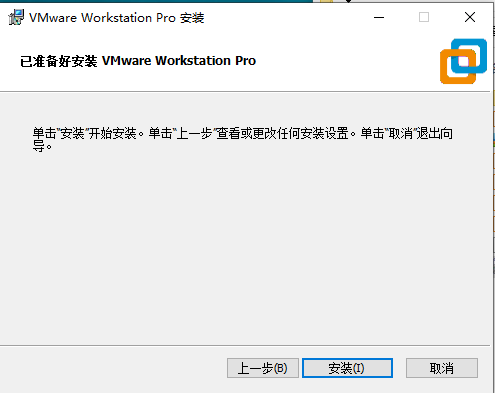 VMware Workstation Pro 安装
已准备好安装 VMware Workstation Pro
单击“安装”开始安装。单击“上一步”查看或更改任何安装设置。单击“取消”退出向
导。
上一步(B) 安装(I) 取消